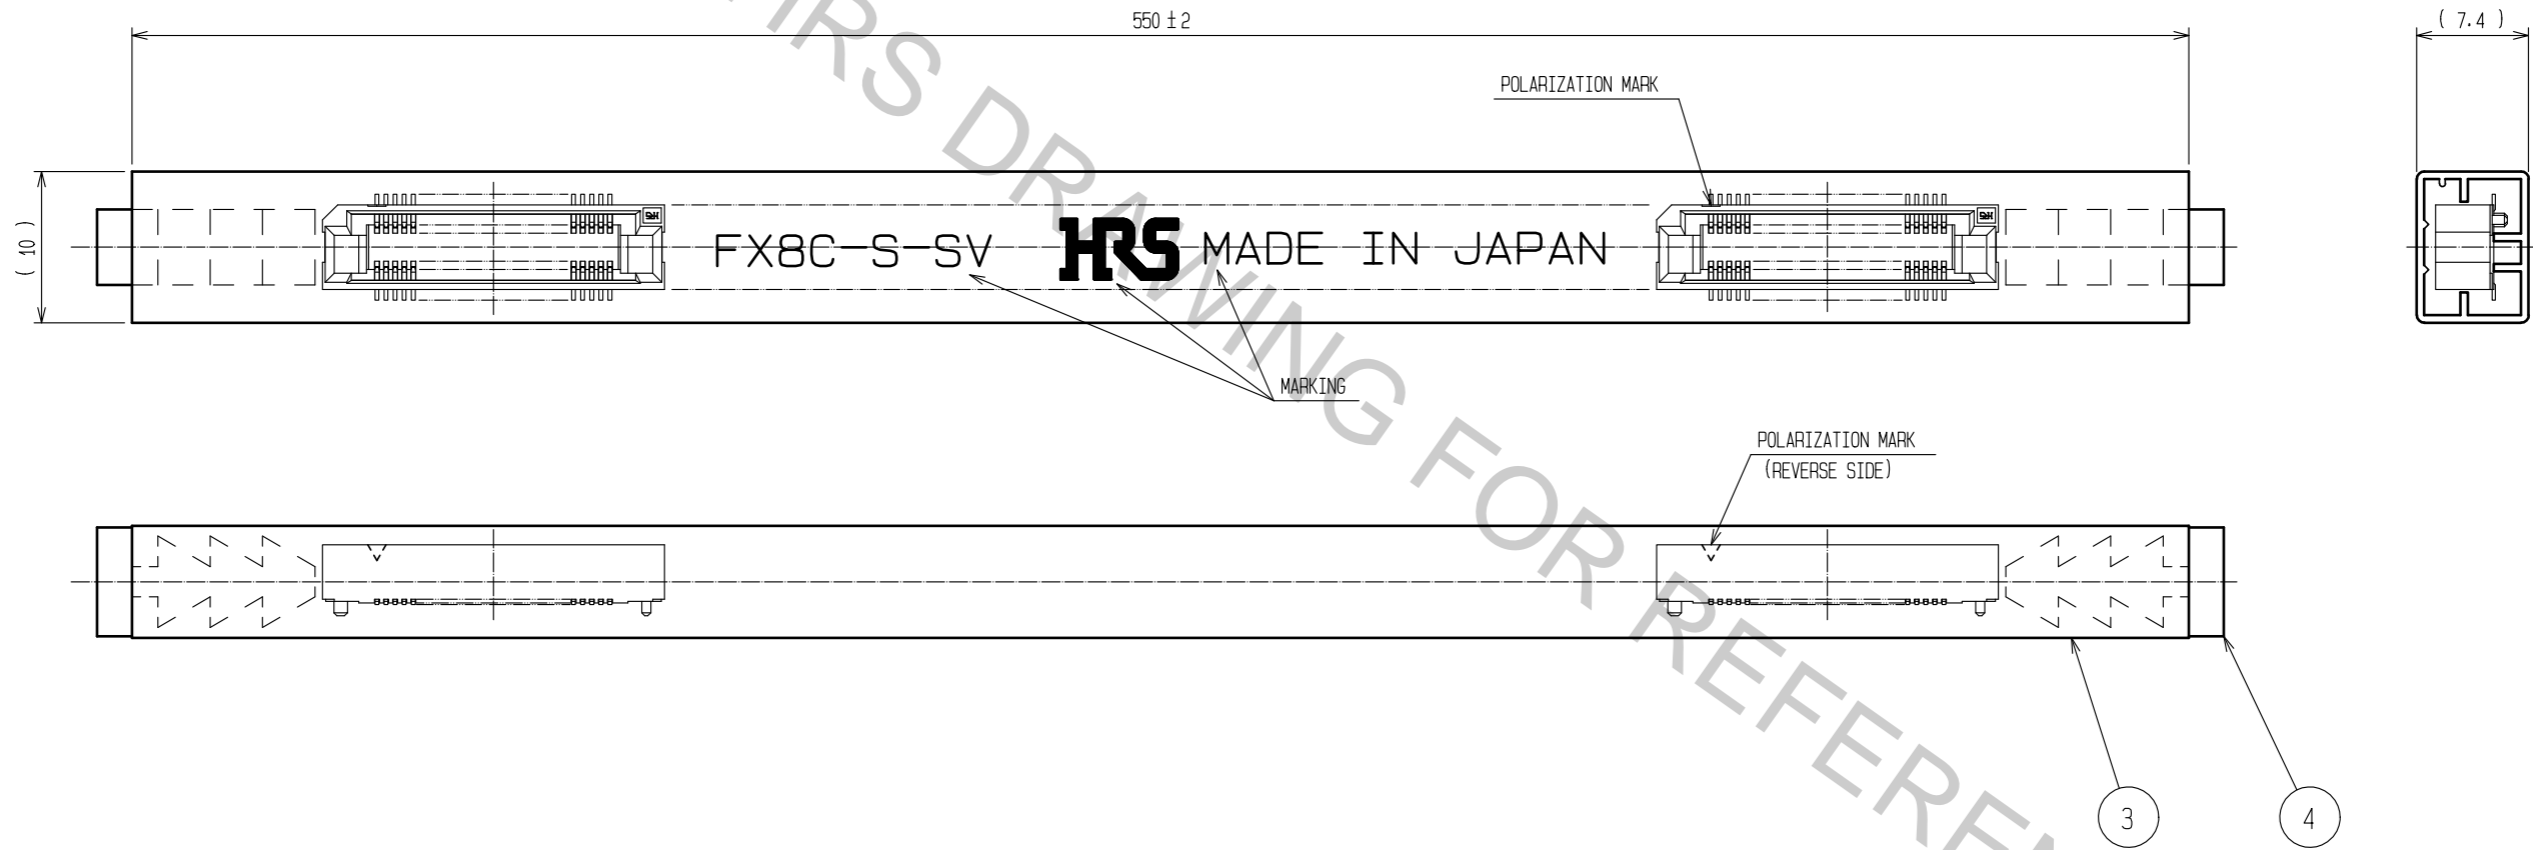 550 ± 2
( 7.4 )
POLARIZATION MARK
( 10 )
FX8C-S-SV HRS MADE IN JAPAN
MARKING
POLARIZATION MARK
(REVERSE SIDE)
3
4
HRS DRAWING FOR REFEREN